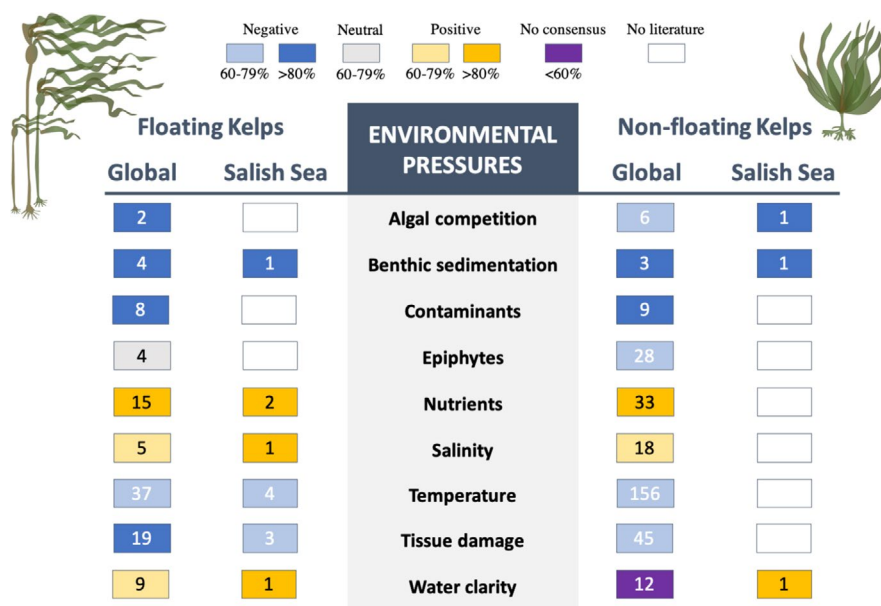 Negative Neutral Positive No consensus No literature
60-79% >80% 60-79% 60-79% >80% <60%
Floating Kelps ENVIRONMENTAL PRESSURES Non-floating Kelps
Global Salish Sea Global Salish Sea
2 Algal competition 6 1
4 1 Benthic sedimentation 3 1
8 Contaminants 9
4 Epiphytes 28
15 2 Nutrients 33
5 1 Salinity 18
37 4 Temperature 156
19 3 Tissue damage 45
9 1 Water clarity 12 1